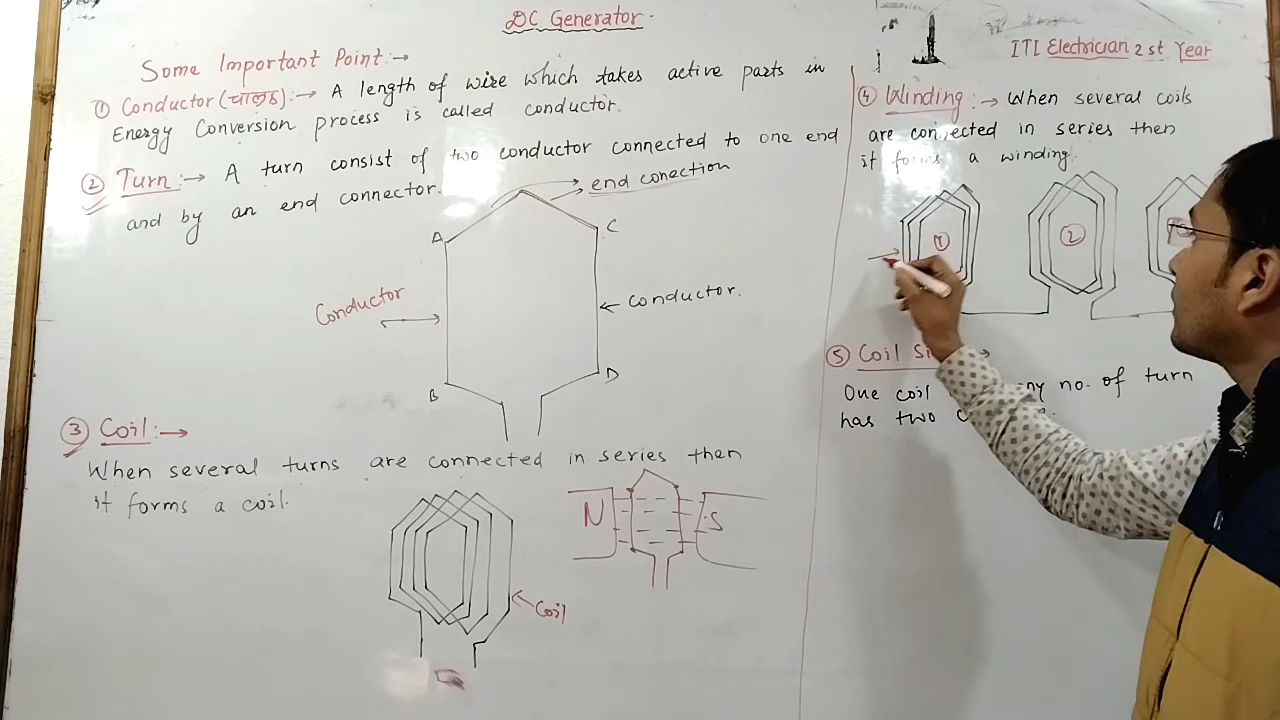 DC Generator.
ITI Electrician 2 st Year
Some Important Point:→
① Conductor (चालक):→ A length of wire which takes active parts in
Energy Conversion process is called conductor.
② Turn:→ A turn consist of two conductor connected to one end
and by an end connector.
end conection
A
C
Conductor
Conductor.
B
D
③ Coil:→
When several turns are connected in series then
it forms a coil.
N
S
Coil
④ Winding:→ When several coils
are connected in series then
it forms a winding.
①
②
⑤ Coil
One coil no. of turn
has two